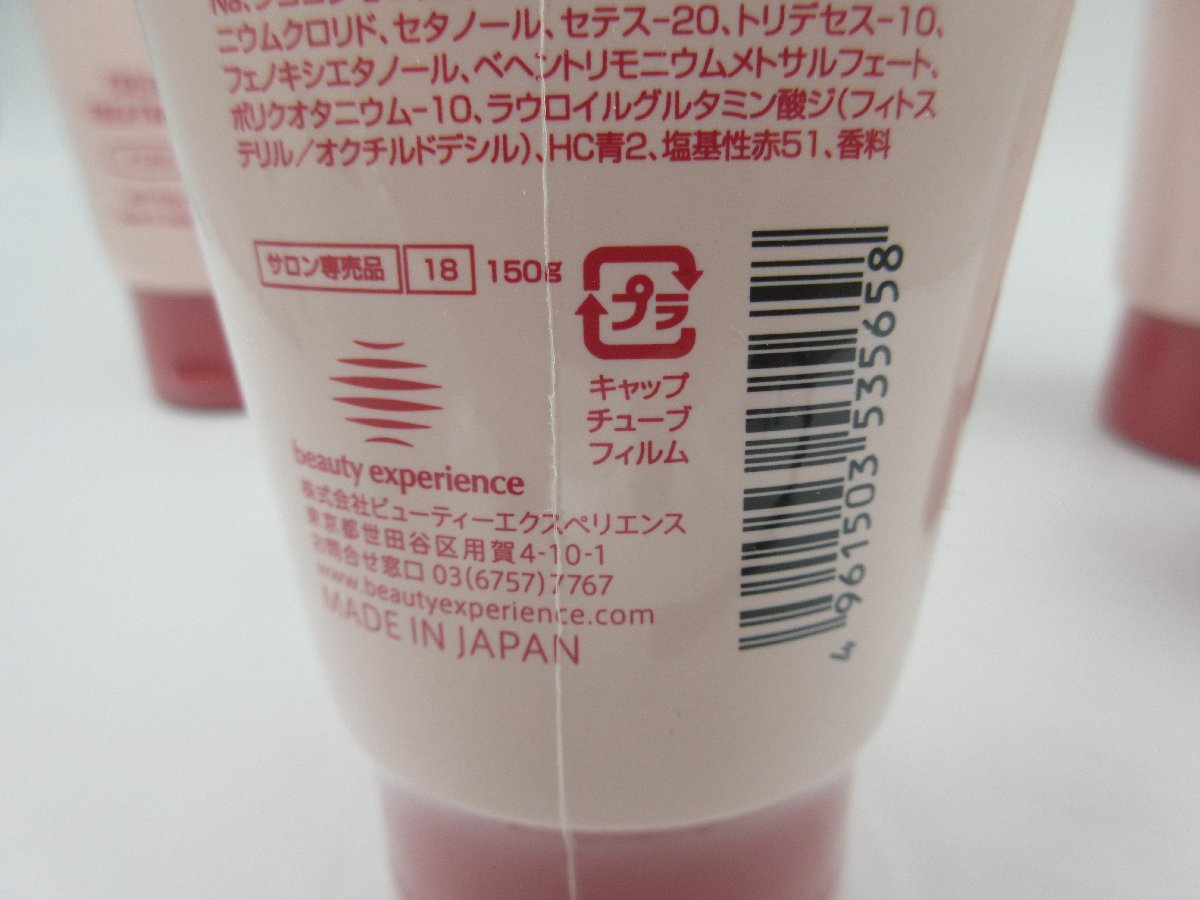 ニウムクロリド、セタノール、セテス-20、トリデセス-10、
フェノキシエタノール、ベヘントリモニウムメトサルフェート、
ポリクオタニウム-10、ラウロイルグルタミン酸ジ(フィトス
テリル/オクチルドデシル)、HC青2、塩基性赤51、香料
サロン専売品 18 150g
プラ
キャップ
チューブ
フィルム
beauty experience
株式会社ビューティーエクスペリエンス
東京都世田谷区用賀4-10-1
お問合せ窓口 03(6757)7767
www.beautyexperience.com
MADE IN JAPAN
4961503535658